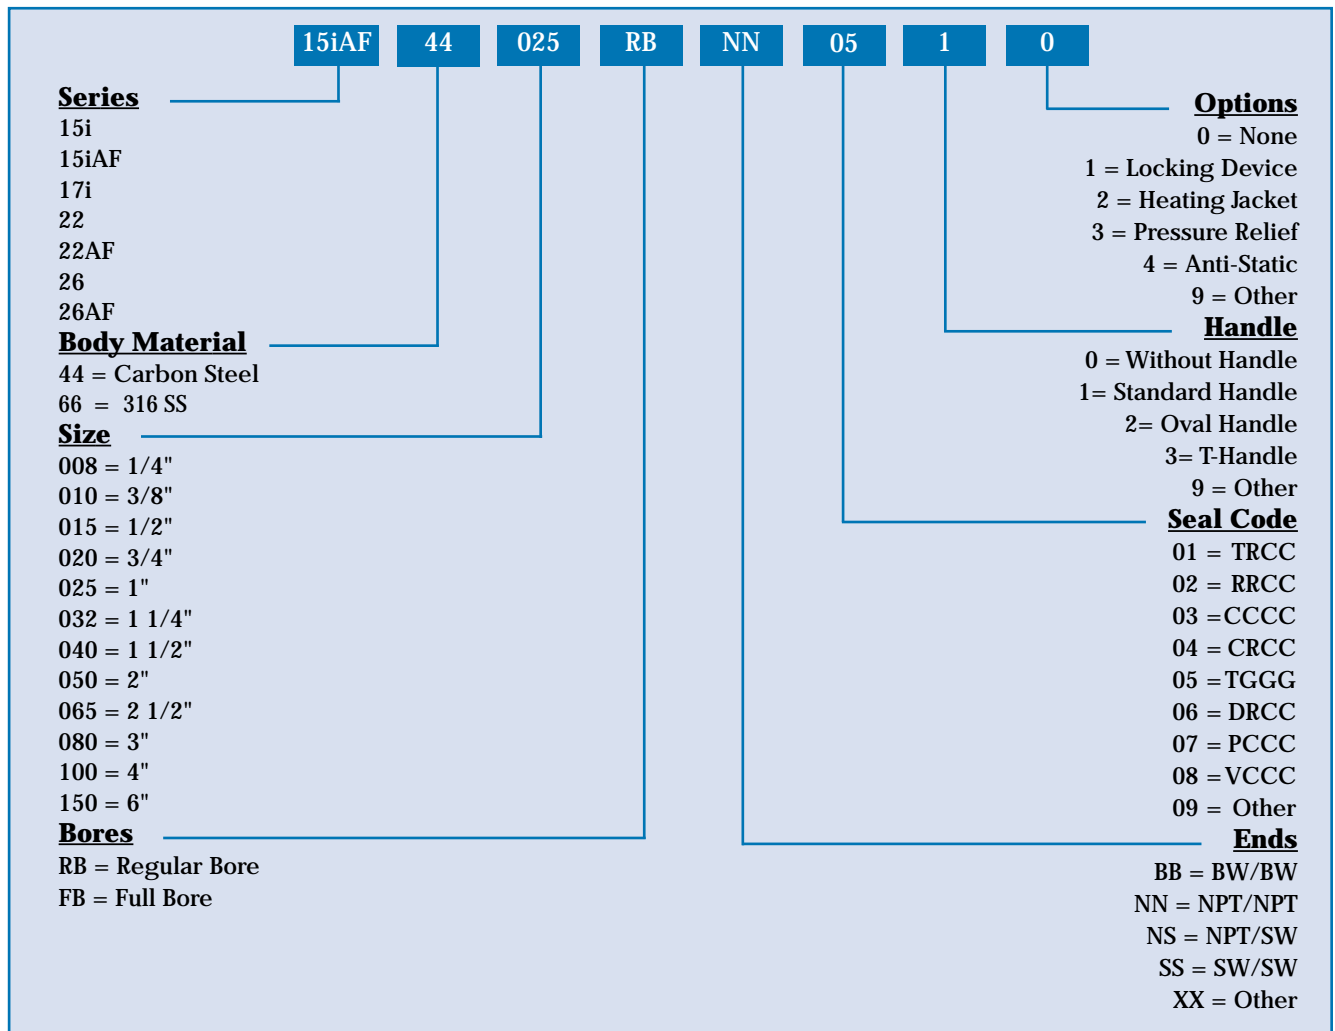 15iAF 44 025 RB NN 05 1 0
Series
15i
15iAF
17i
22
22AF
26
26AF
Body Material
44 = Carbon Steel
66 = 316 SS
Size
008 = 1/4"
010 = 3/8"
015 = 1/2"
020 = 3/4"
025 = 1"
032 = 1 1/4"
040 = 1 1/2"
050 = 2"
065 = 2 1/2"
080 = 3"
100 = 4"
150 = 6"
Bores
RB = Regular Bore
FB = Full Bore
Options
0 = None
1 = Locking Device
2 = Heating Jacket
3 = Pressure Relief
4 = Anti-Static
9 = Other
Handle
0 = Without Handle
1= Standard Handle
2= Oval Handle
3= T-Handle
9 = Other
Seal Code
01 = TRCC
02 = RRCC
03 =CCCC
04 = CRCC
05 =TGGG
06 = DRCC
07 = PCCC
08 =VCCC
09 = Other
Ends
BB = BW/BW
NN = NPT/NPT
NS = NPT/SW
SS = SW/SW
XX = Other